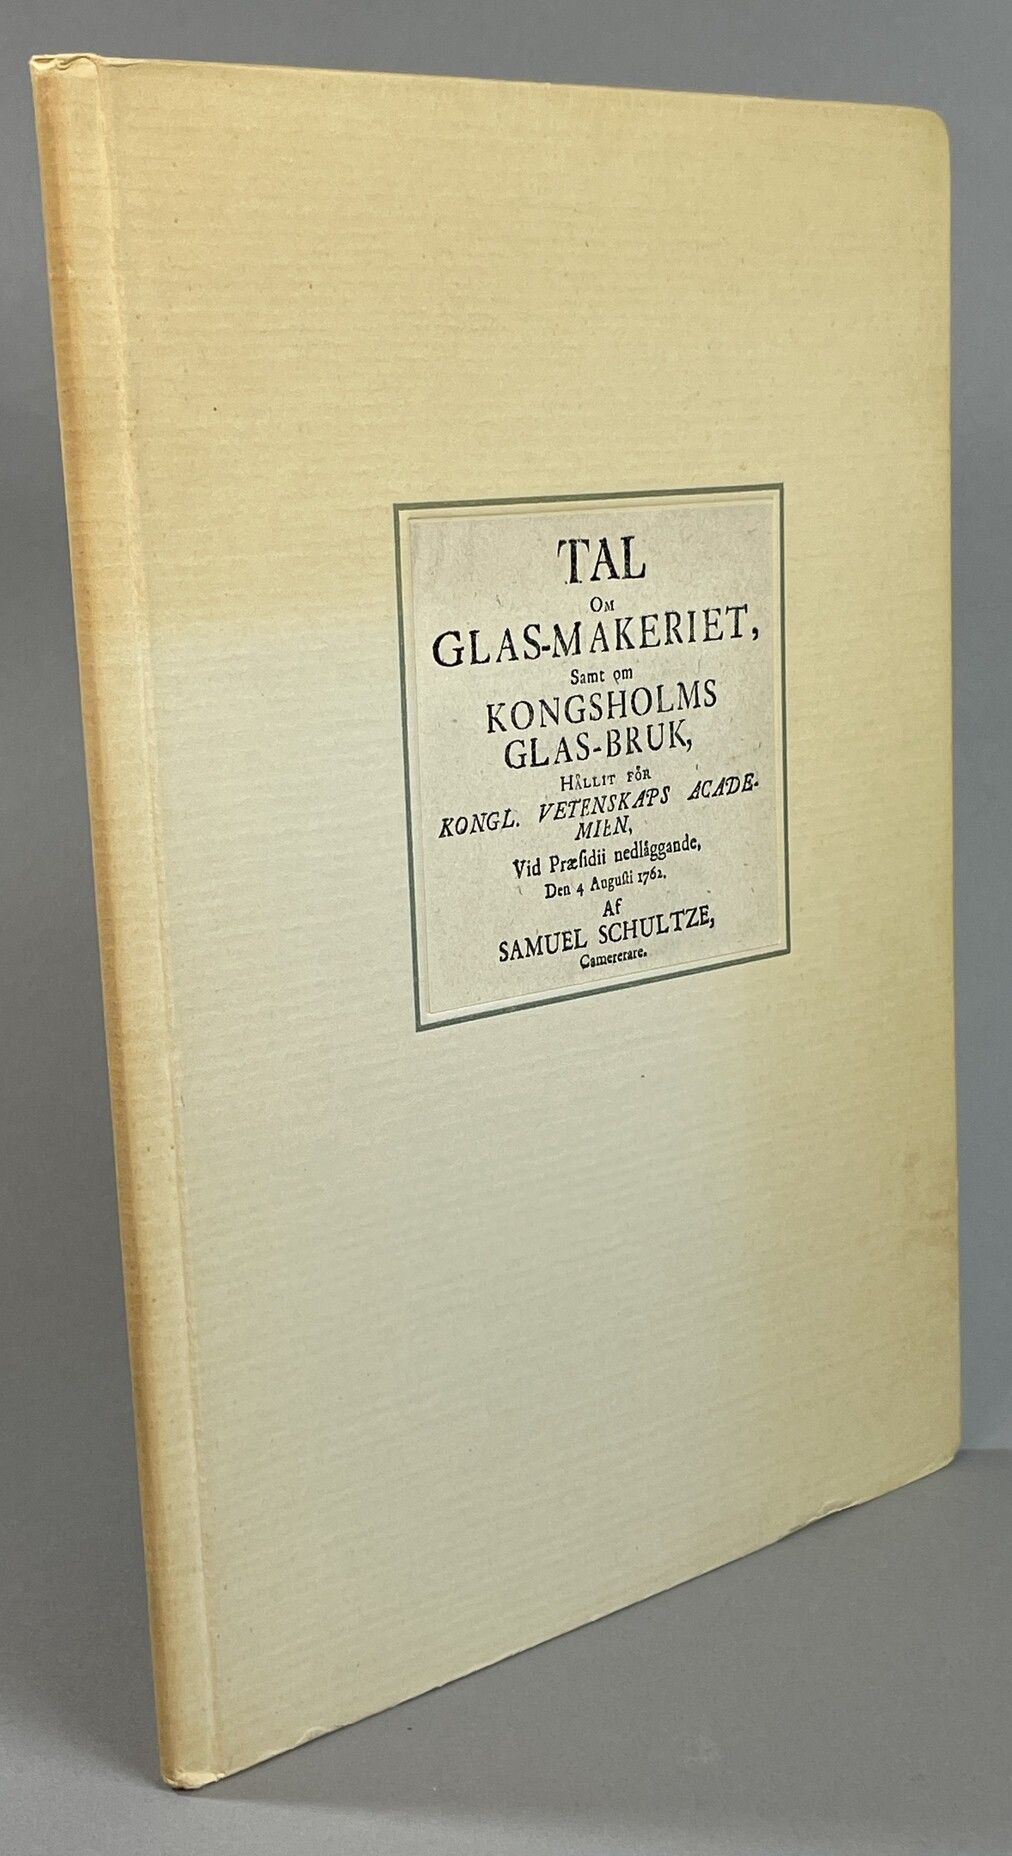 TAL
OM
GLAS-MAKERIET,
Samt om
KONGSHOLMS
GLAS-BRUK,
HÅLLIT FÖR
KONGL. VETENSKAPS ACADE-
MIEN,
Vid Præſidii nedläggande,
Den 4 Auguſti 1762.
Af
SAMUEL SCHULTZE,
Camererare.